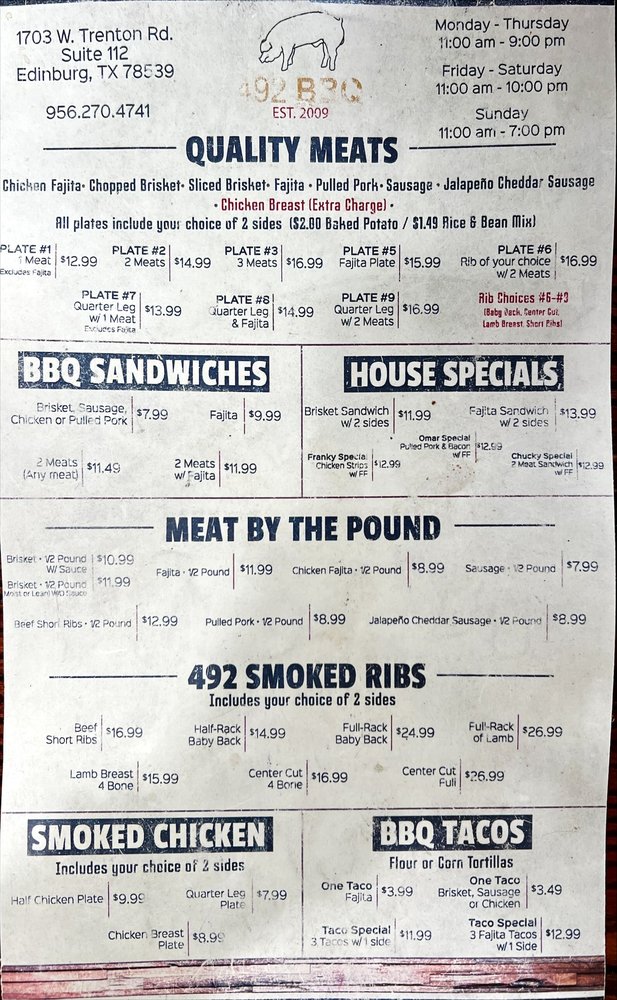 1703 W. Trenton Rd.
Suite 112
Edinburg, TX 78539
956.270.4741
492 BBQ
EST. 2009
Monday - Thursday
11:00 am - 9:00 pm
Friday - Saturday
11:00 am - 10:00 pm
Sunday
11:00 am - 7:00 pm
QUALITY MEATS
Chicken Fajita • Chopped Brisket • Sliced Brisket • Fajita • Pulled Pork • Sausage • Jalapeño Cheddar Sausage
• Chicken Breast (Extra Charge) •
All plates include your choice of 2 sides ($2.00 Baked Potato / $1.49 Rice & Bean Mix)
PLATE #1
1 Meat
Excludes Fajita
$12.99
PLATE #2
2 Meats
$14.99
PLATE #3
3 Meats
$16.99
PLATE #5
Fajita Plate
$15.99
PLATE #6
Rib of your choice
w/ 2 Meats
$16.99
PLATE #7
Quarter Leg
w/ 1 Meat
Excludes Fajita
$13.99
PLATE #8
Quarter Leg
& Fajita
$14.99
PLATE #9
Quarter Leg
w/ 2 Meats
$16.99
Rib Choices #6-#9
(Baby Back, Center Cut,
Lamb Breast, Short Ribs)
BBQ SANDWICHES
Brisket, Sausage,
Chicken or Pulled Pork
$7.99
Fajita
$9.99
2 Meats
(Any meat)
$11.49
2 Meats
w/ Fajita
$11.99
HOUSE SPECIALS
Brisket Sandwich
w/ 2 sides
$11.99
Fajita Sandwich
w/ 2 sides
$13.99
Omar Special
Pulled Pork & Bacon
w/ FF
$12.99
Franky Special
Chicken Strips
w/ FF
$12.99
Chucky Special
2 Meat Sandwich
w/ FF
$12.99
MEAT BY THE POUND
Brisket • 1/2 Pound
W/ Sauce
$10.99
Brisket • 1/2 Pound
Moist or Lean W/O Sauce
$11.99
Fajita • 1/2 Pound
$11.99
Chicken Fajita • 1/2 Pound
$8.99
Sausage • 1/2 Pound
$7.99
Beef Short Ribs • 1/2 Pound
$12.99
Pulled Pork • 1/2 Pound
$8.99
Jalapeño Cheddar Sausage • 1/2 Pound
$8.99
492 SMOKED RIBS
Includes your choice of 2 sides
Beef
Short Ribs
$16.99
Half-Rack
Baby Back
$14.99
Full-Rack
Baby Back
$24.99
Full-Rack
of Lamb
$26.99
Lamb Breast
4 Bone
$15.99
Center Cut
4 Bone
$16.99
Center Cut
Full
$26.99
SMOKED CHICKEN
Includes your choice of 2 sides
Half Chicken Plate
$9.99
Quarter Leg
Plate
$7.99
Chicken Breast
Plate
$8.99
BBQ TACOS
Flour or Corn Tortillas
One Taco
Fajita
$3.99
One Taco
Brisket, Sausage
or Chicken
$3.49
Taco Special
3 Tacos w/ 1 side
$11.99
Taco Special
3 Fajita Tacos
w/ 1 Side
$12.99